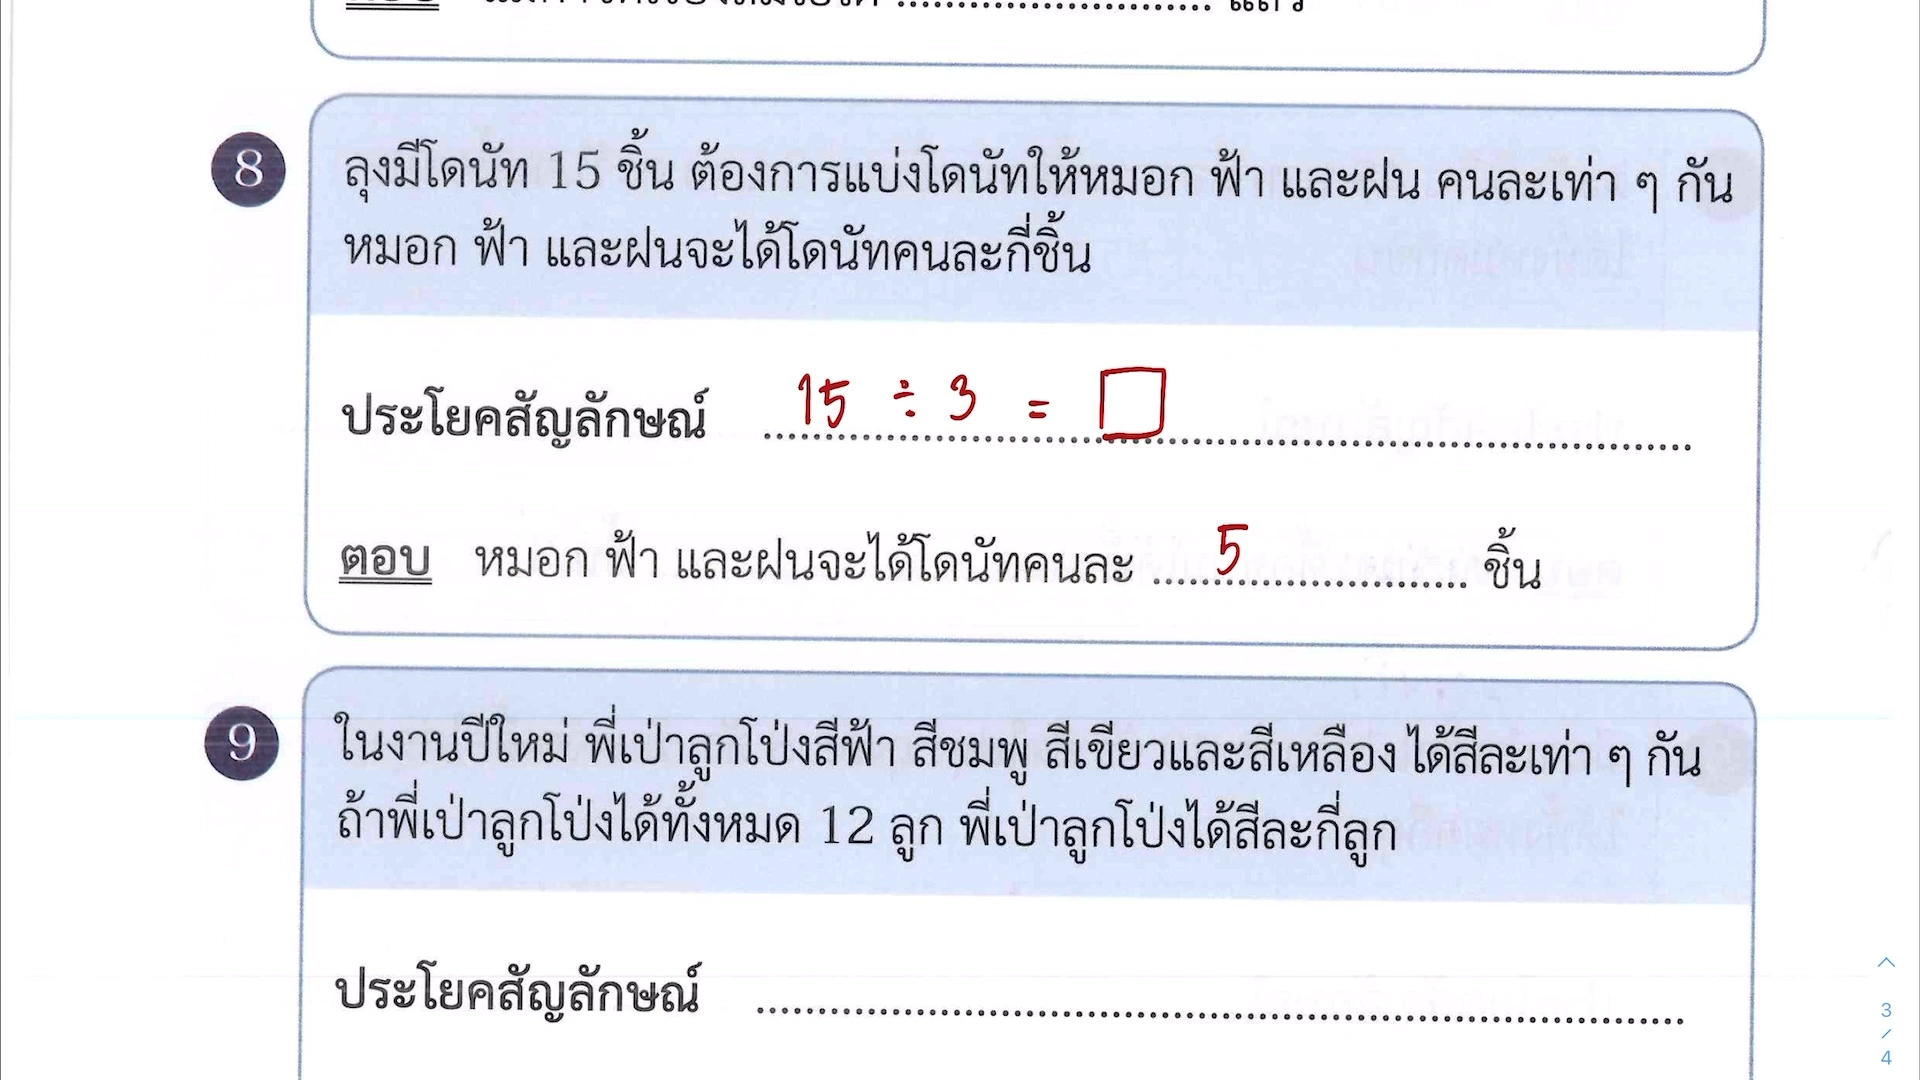 8
ลุงมีโดนัท 15 ชิ้น ต้องการแบ่งโดนัทให้หมอก ฟ้า และฝน คนละเท่า ๆ กัน
หมอก ฟ้า และฝนจะได้โดนัทคนละกี่ชิ้น
ประโยคสัญลักษณ์ 15 ÷ 3 = □
ตอบ หมอก ฟ้า และฝนจะได้โดนัทคนละ 5 ชิ้น
9
ในงานปีใหม่ พี่เป่าลูกโป่งสีฟ้า สีชมพู สีเขียวและสีเหลือง ได้สีละเท่า ๆ กัน
ถ้าพี่เป่าลูกโป่งได้ทั้งหมด 12 ลูก พี่เป่าลูกโป่งได้สีละกี่ลูก
ประโยคสัญลักษณ์
3
/
4